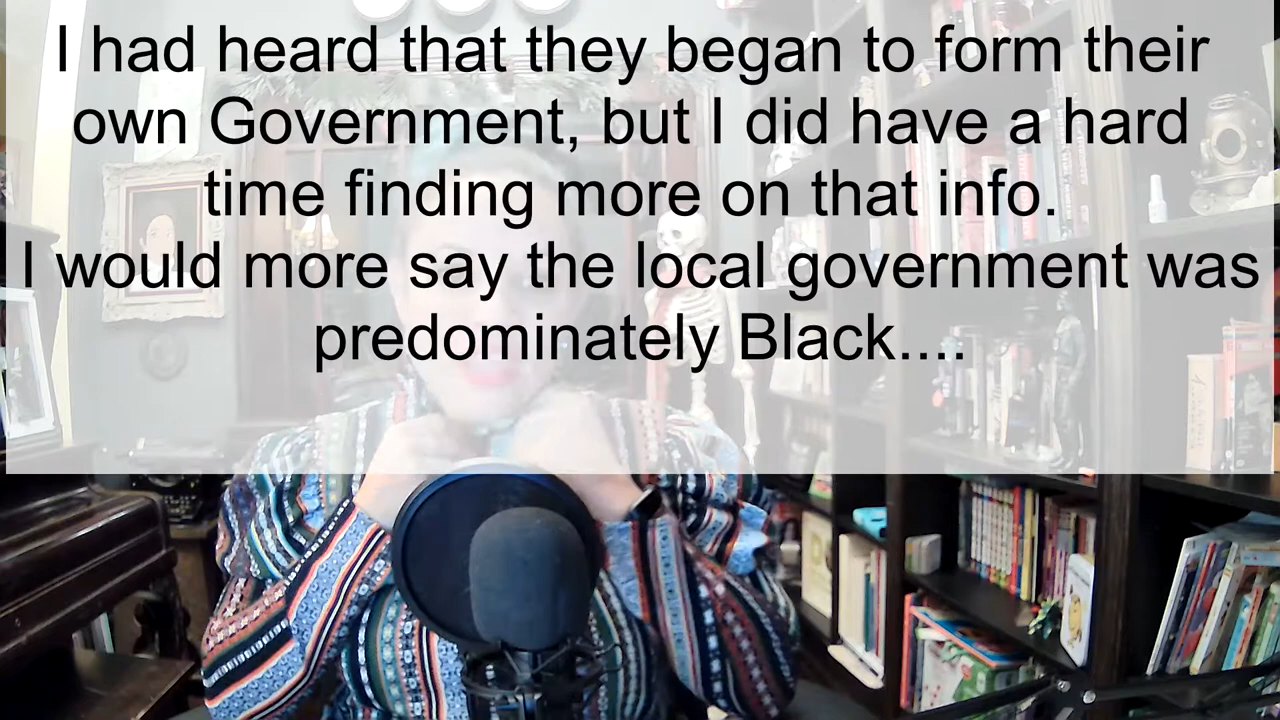 I had heard that they began to form their
own Government, but I did have a hard
time finding more on that info.
I would more say the local government was
predominately Black....